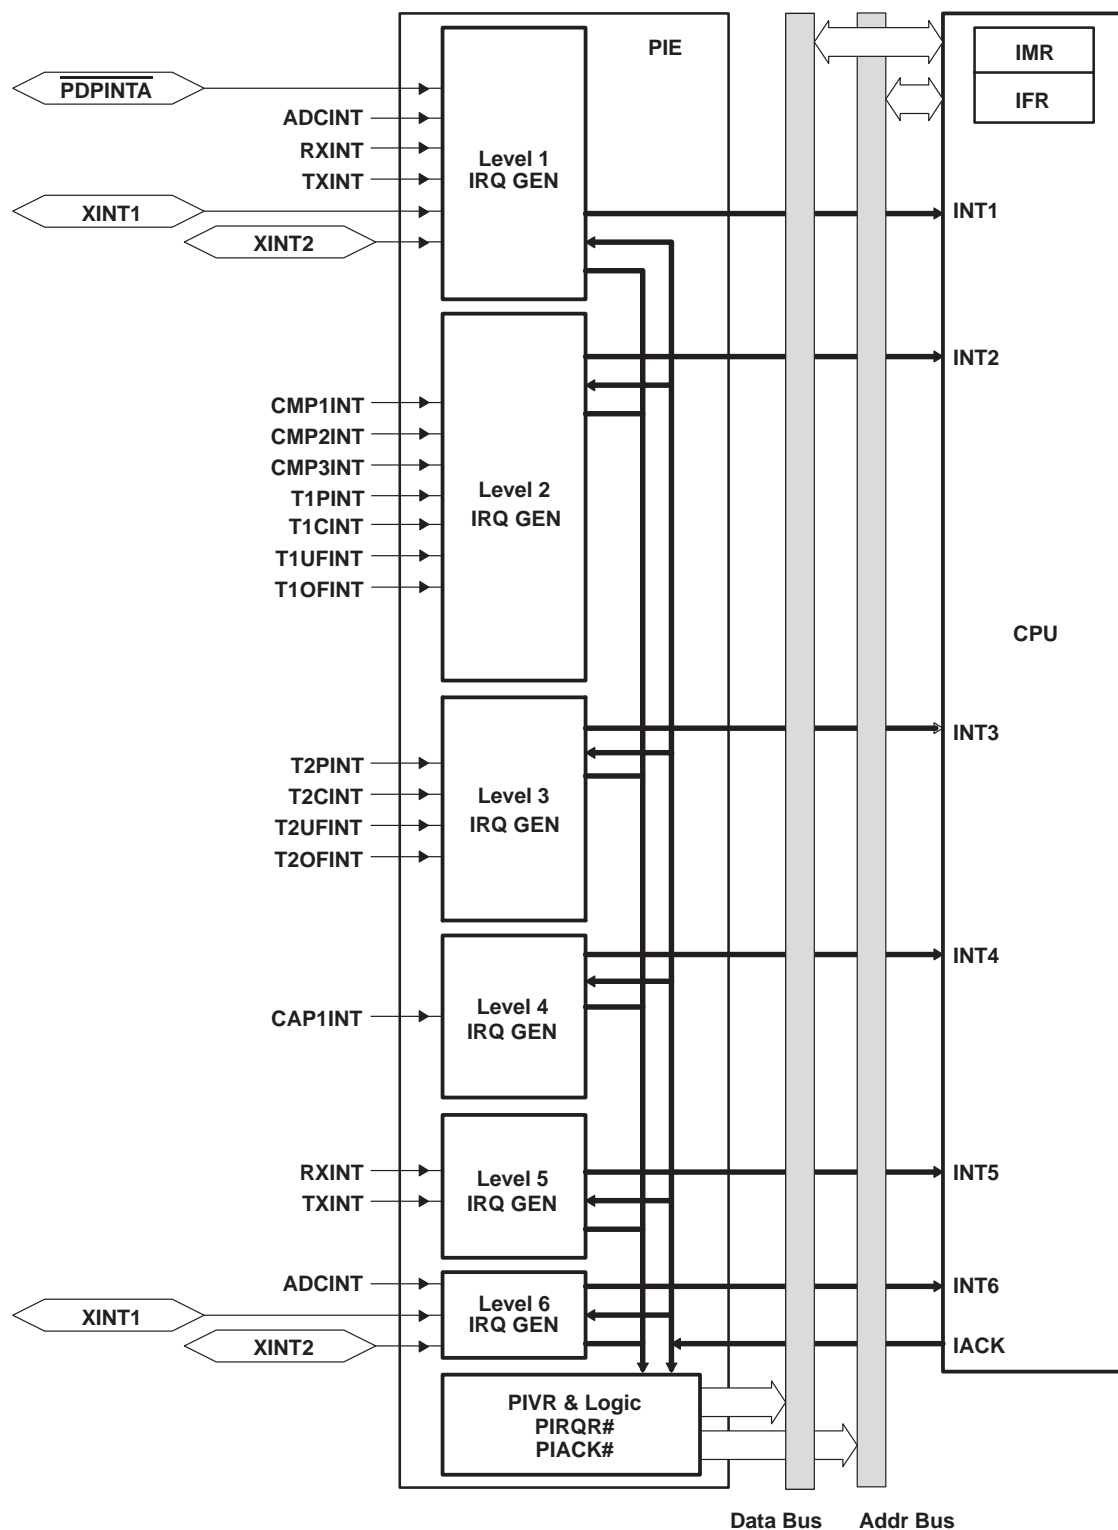 PIE
IMR
IFR
PDPINTA
ADCINT
RXINT
TXINT
XINT1
XINT2
Level 1
IRQ GEN
INT1
INT2
CMP1INT
CMP2INT
CMP3INT
T1PINT
T1CINT
T1UFINT
T1OFINT
Level 2
IRQ GEN
CPU
INT3
T2PINT
T2CINT
T2UFINT
T2OFINT
Level 3
IRQ GEN
INT4
CAP1INT
Level 4
IRQ GEN
RXINT
TXINT
Level 5
IRQ GEN
INT5
ADCINT
XINT1
XINT2
Level 6
IRQ GEN
INT6
IACK
PIVR & Logic
PIRQR#
PIACK#
Data Bus
Addr Bus